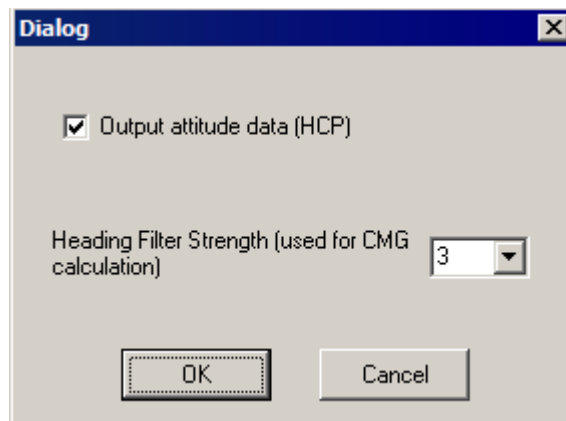 Dialog
Output attitude data (HCP)
Heading Filter Strength (used for CMG
calculation)
3
OK
Cancel